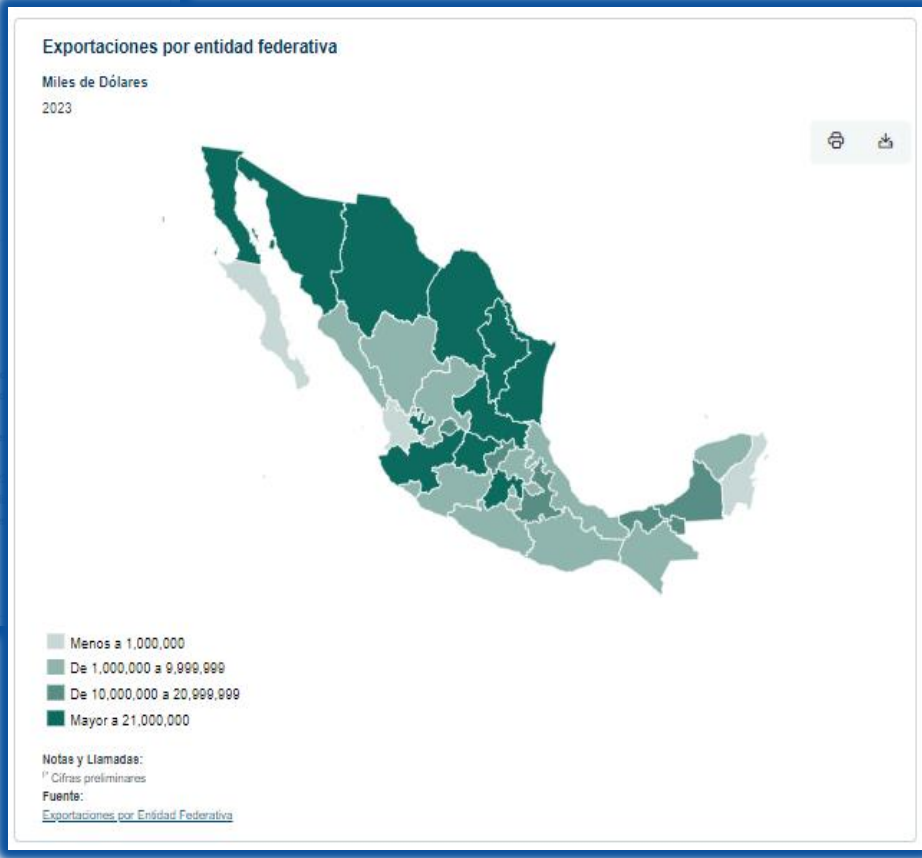 Exportaciones por entidad federativa
Miles de Dólares
2023
Menos a 1,000,000
De 1,000,000 a 9,999,999
De 10,000,000 a 20,999,999
Mayor a 21,000,000
Notas y Llamadas:
Cifras preliminares
Fuente:
Exportaciones por Entidad Federativa